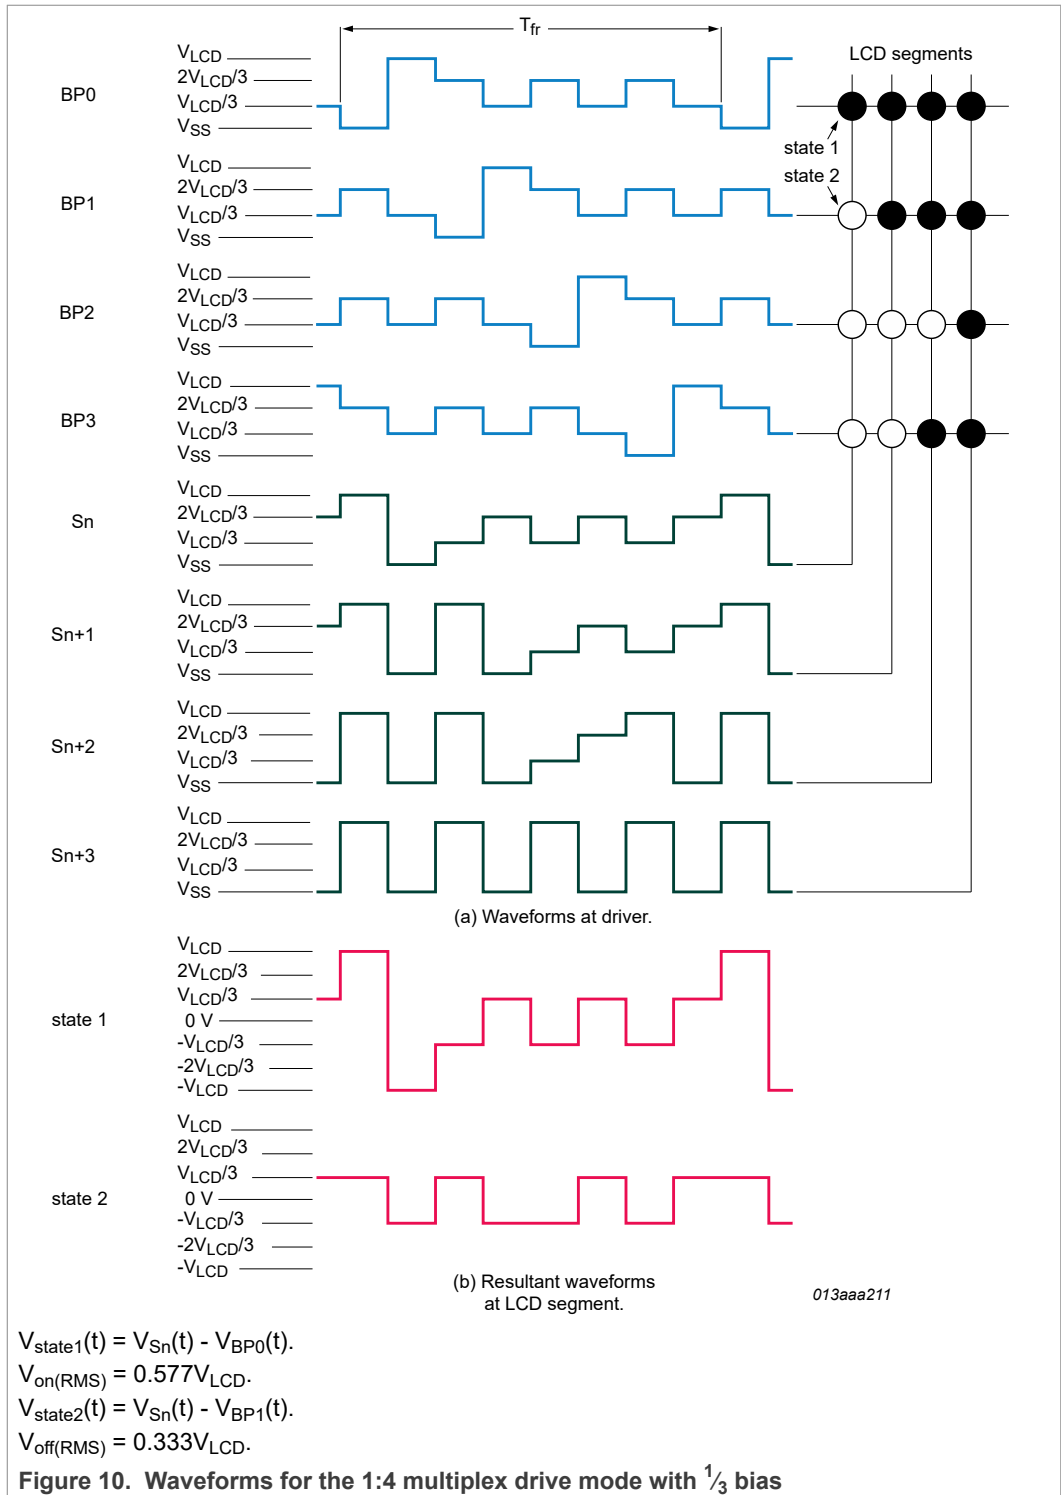 T_fr
LCD segments
BP0
V_LCD
2V_LCD/3
V_LCD/3
V_SS
state 1
state 2
BP1
V_LCD
2V_LCD/3
V_LCD/3
V_SS
BP2
V_LCD
2V_LCD/3
V_LCD/3
V_SS
BP3
V_LCD
2V_LCD/3
V_LCD/3
V_SS
Sn
V_LCD
2V_LCD/3
V_LCD/3
V_SS
Sn+1
V_LCD
2V_LCD/3
V_LCD/3
V_SS
Sn+2
V_LCD
2V_LCD/3
V_LCD/3
V_SS
Sn+3
V_LCD
2V_LCD/3
V_LCD/3
V_SS
(a) Waveforms at driver.
state 1
V_LCD
2V_LCD/3
V_LCD/3
0 V
-V_LCD/3
-2V_LCD/3
-V_LCD
state 2
V_LCD
2V_LCD/3
V_LCD/3
0 V
-V_LCD/3
-2V_LCD/3
-V_LCD
(b) Resultant waveforms
at LCD segment.
013aaa211
V_state1(t) = V_Sn(t) - V_BP0(t).
V_on(RMS) = 0.577V_LCD.
V_state2(t) = V_Sn(t) - V_BP1(t).
V_off(RMS) = 0.333V_LCD.
Figure 10. Waveforms for the 1:4 multiplex drive mode with 1/3 bias